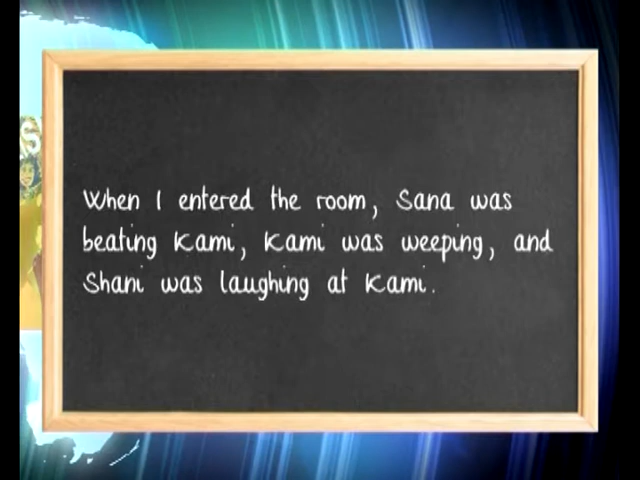 When I entered the room, Sana was
beating Kami, Kami was weeping, and
Shani was laughing at Kami.